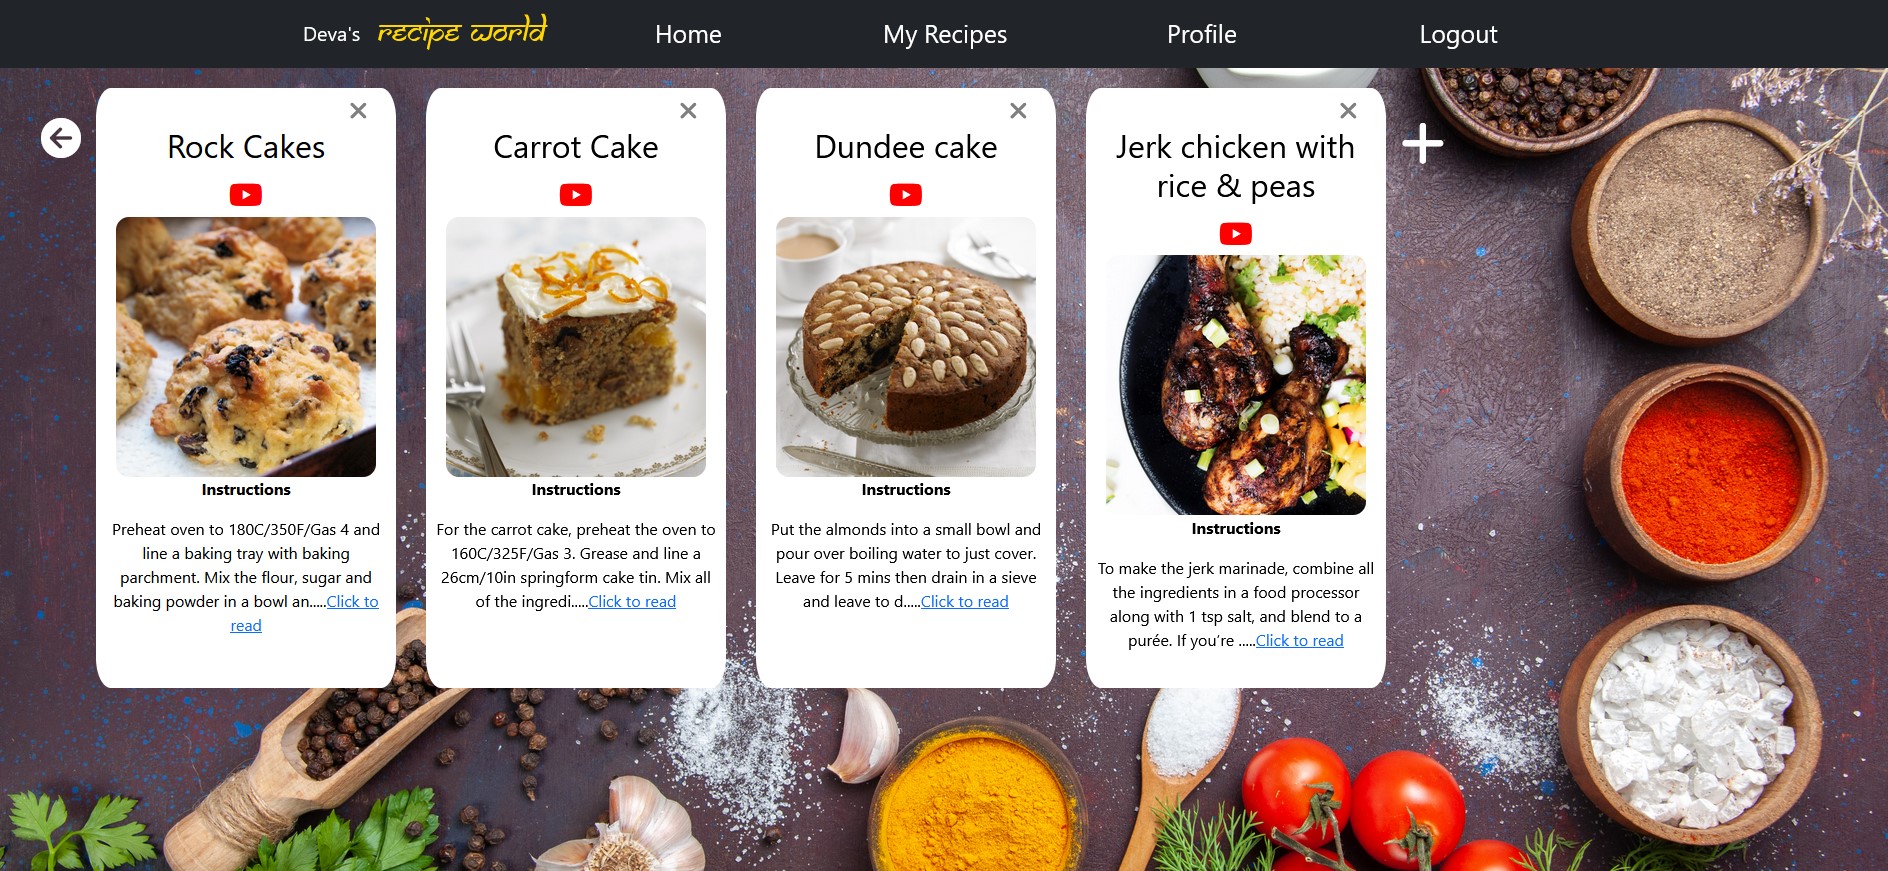 Deva's recipe world Home My Recipes Profile Logout
Rock Cakes
Instructions
Preheat oven to 180C/350F/Gas 4 and
line a baking tray with baking
parchment. Mix the flour, sugar and
baking powder in a bowl an.....Click to
read
Carrot Cake
Instructions
For the carrot cake, preheat the oven to
160C/325F/Gas 3. Grease and line a
26cm/10in springform cake tin. Mix all
of the ingredi.....Click to read
Dundee cake
Instructions
Put the almonds into a small bowl and
pour over boiling water to just cover.
Leave for 5 mins then drain in a sieve
and leave to d.....Click to read
Jerk chicken with
rice & peas
Instructions
To make the jerk marinade, combine all
the ingredients in a food processor
along with 1 tsp salt, and blend to a
purée. If you’re .....Click to read